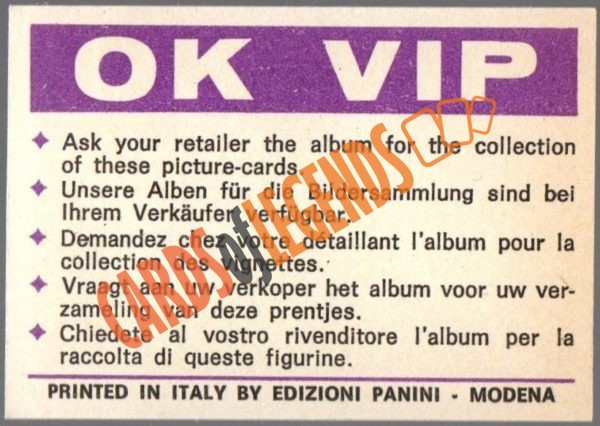 OK VIP
Ask your retailer the album for the collection
of these picture-cards.
Unsere Alben für die Bildersammlung sind bei
Ihrem Verkäufer verfügbar.
Demandez chez votre détaillant l'album pour la
collection des vignettes.
Vraagt aan uw verkoper het album voor uw ver-
zameling van deze prentjes.
Chiedete al vostro rivenditore l'album per la
raccolta di queste figurine.
PRINTED IN ITALY BY EDIZIONI PANINI - MODENA
CARDS of LEGENDS